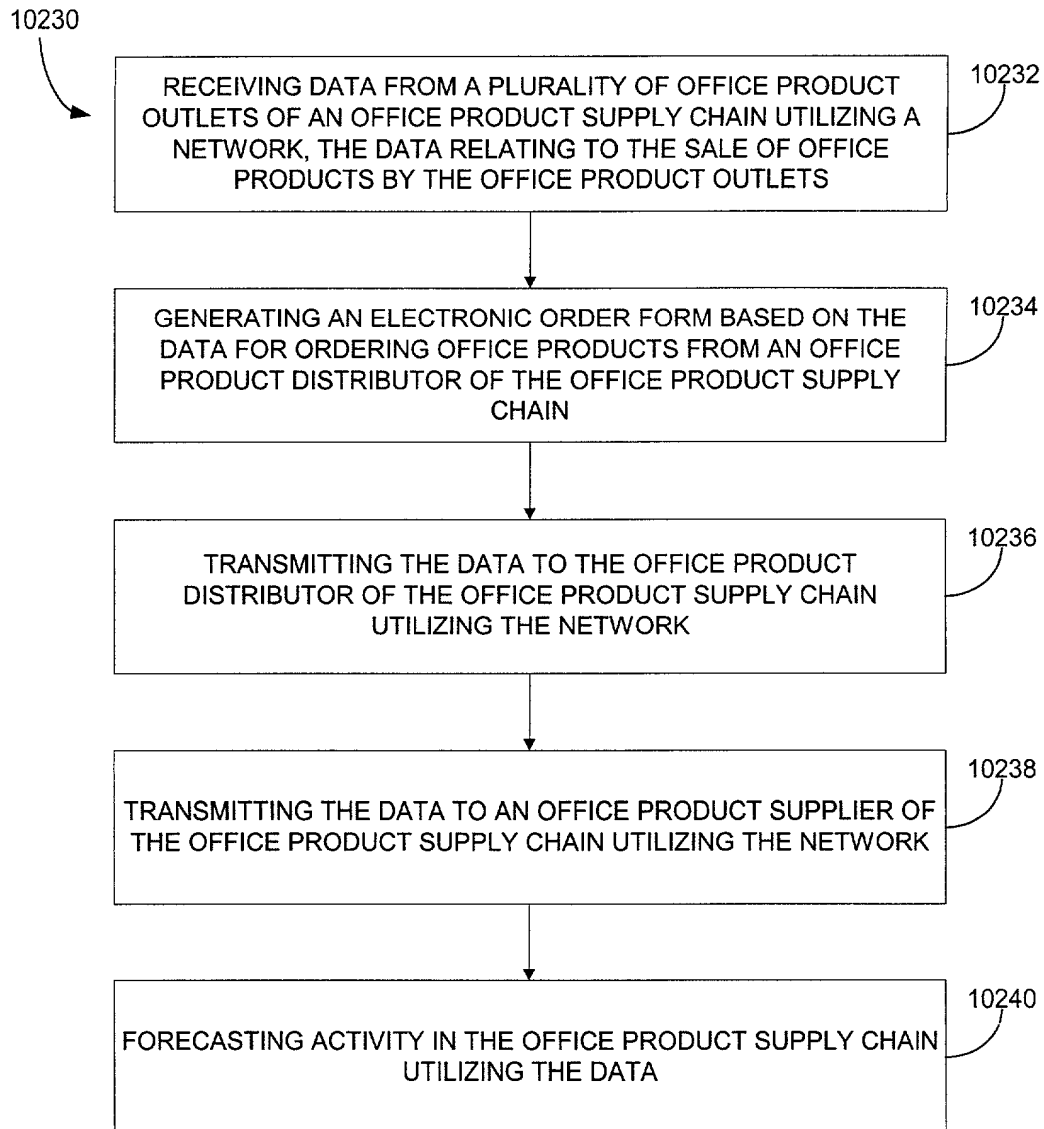 10230
RECEIVING DATA FROM A PLURALITY OF OFFICE PRODUCT
OUTLETS OF AN OFFICE PRODUCT SUPPLY CHAIN UTILIZING A
NETWORK, THE DATA RELATING TO THE SALE OF OFFICE
PRODUCTS BY THE OFFICE PRODUCT OUTLETS
10232
GENERATING AN ELECTRONIC ORDER FORM BASED ON THE
DATA FOR ORDERING OFFICE PRODUCTS FROM AN OFFICE
PRODUCT DISTRIBUTOR OF THE OFFICE PRODUCT SUPPLY
CHAIN
10234
TRANSMITTING THE DATA TO THE OFFICE PRODUCT
DISTRIBUTOR OF THE OFFICE PRODUCT SUPPLY CHAIN
UTILIZING THE NETWORK
10236
TRANSMITTING THE DATA TO AN OFFICE PRODUCT SUPPLIER OF
THE OFFICE PRODUCT SUPPLY CHAIN UTILIZING THE NETWORK
10238
FORECASTING ACTIVITY IN THE OFFICE PRODUCT SUPPLY CHAIN
UTILIZING THE DATA
10240